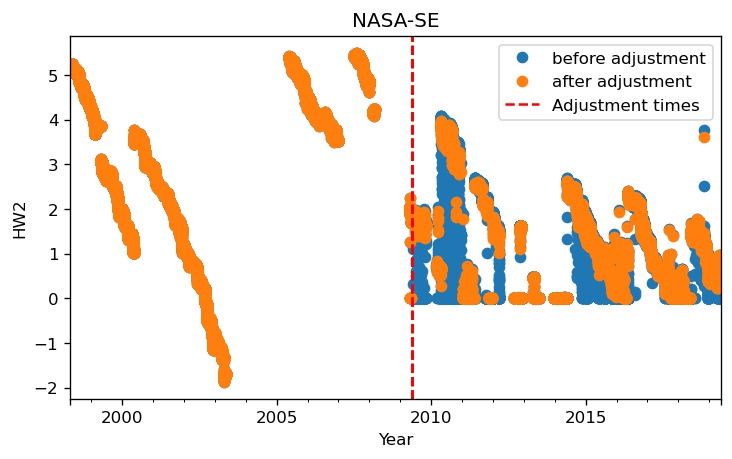 NASA-SE
before adjustment
after adjustment
Adjustment times
HW2
5
4
3
2
1
0
−1
−2
2000
2005
2010
2015
Year